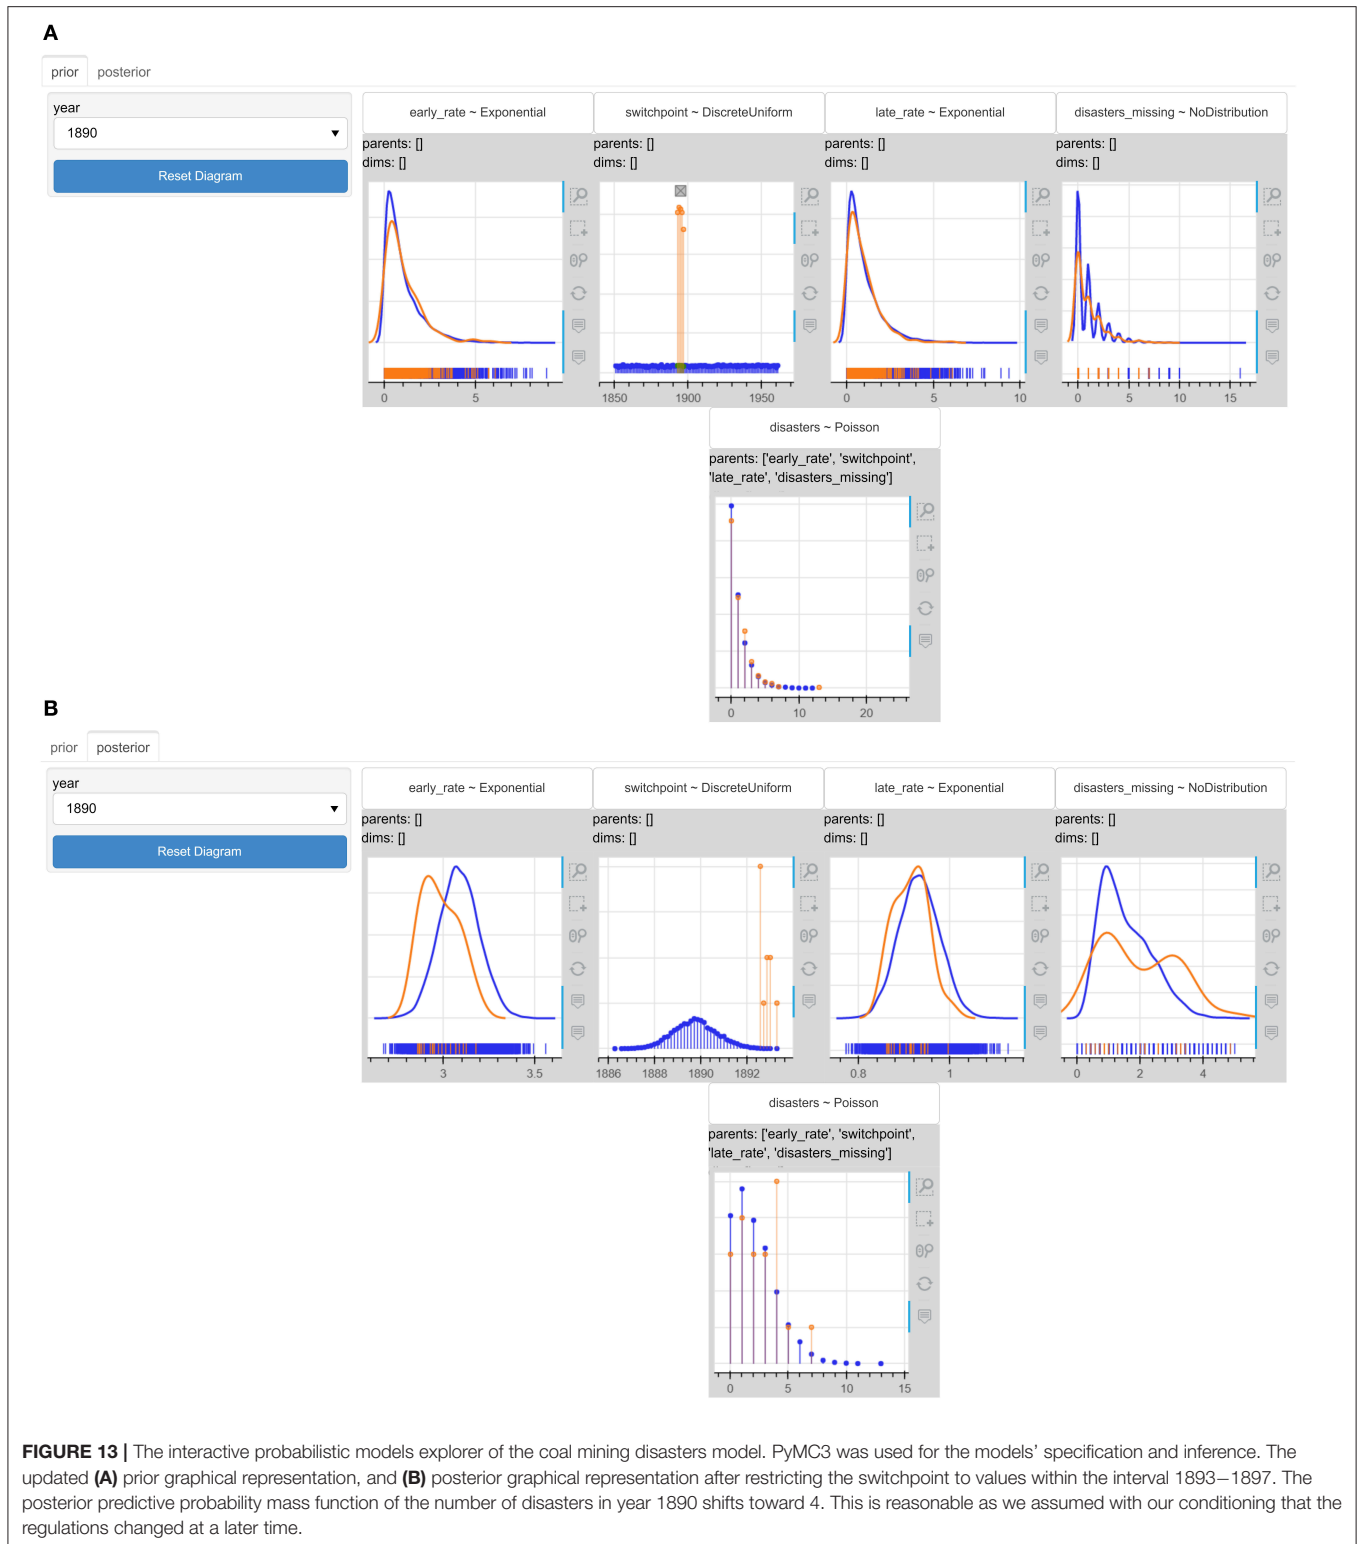 A
prior posterior
year
1890
Reset Diagram
early_rate ~ Exponential switchpoint ~ DiscreteUniform late_rate ~ Exponential disasters_missing ~ NoDistribution
parents: [] parents: [] parents: [] parents: []
dims: [] dims: [] dims: [] dims: []
0 5 1850 1900 1950 0 5 10 0 5 10 15
disasters ~ Poisson
parents: ['early_rate', 'switchpoint',
'late_rate', 'disasters_missing']
0 10 20
B
prior posterior
year
1890
Reset Diagram
early_rate ~ Exponential switchpoint ~ DiscreteUniform late_rate ~ Exponential disasters_missing ~ NoDistribution
parents: [] parents: [] parents: [] parents: []
dims: [] dims: [] dims: [] dims: []
3 3.5 1886 1888 1890 1892 0.8 1 0 2 4
disasters ~ Poisson
parents: ['early_rate', 'switchpoint',
'late_rate', 'disasters_missing']
0 5 10 15
FIGURE 13 | The interactive probabilistic models explorer of the coal mining disasters model. PyMC3 was used for the models' specification and inference. The
updated (A) prior graphical representation, and (B) posterior graphical representation after restricting the switchpoint to values within the interval 1893–1897. The
posterior predictive probability mass function of the number of disasters in year 1890 shifts toward 4. This is reasonable as we assumed with our conditioning that the
regulations changed at a later time.